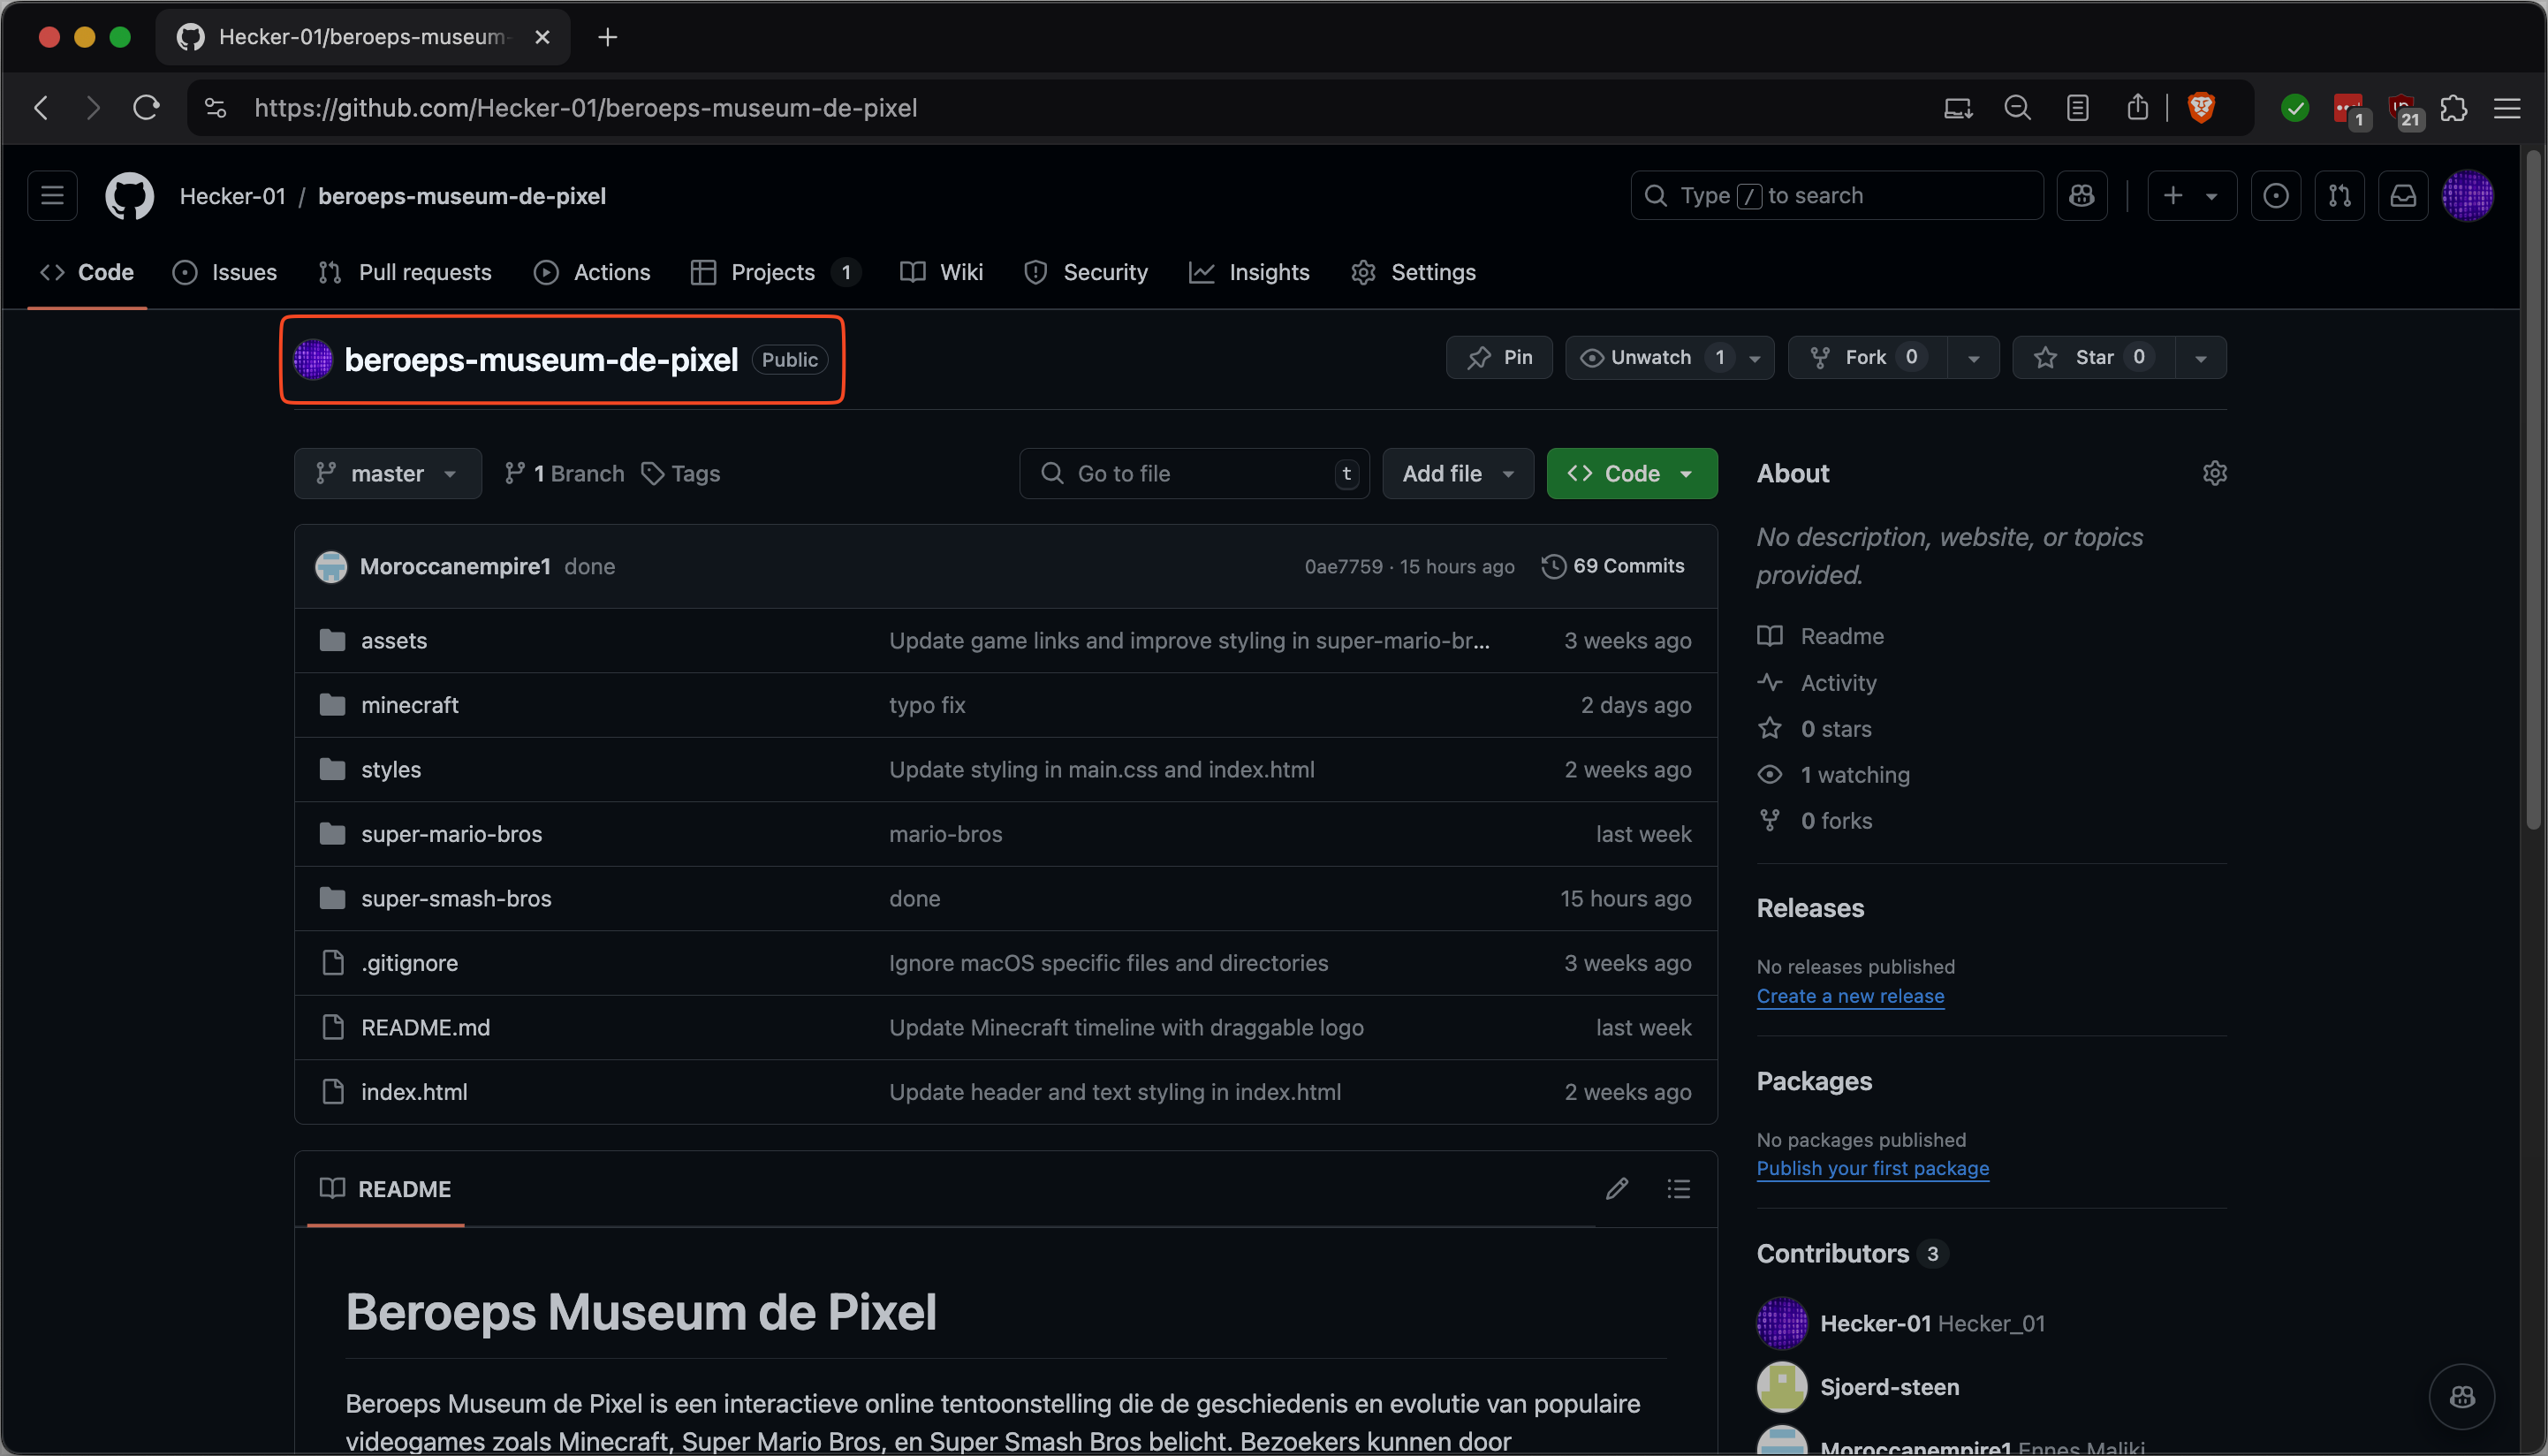 Hecker-01/beroeps-museum-
https://github.com/Hecker-01/beroeps-museum-de-pixel
1
21
Hecker-01 / beroeps-museum-de-pixel
Type / to search
Code
Issues
Pull requests
Actions
Projects 1
Wiki
Security
Insights
Settings
beroeps-museum-de-pixel Public
Pin
Unwatch 1
Fork 0
Star 0
master
1 Branch
Tags
Go to file t
Add file
Code
Moroccanempire1 done 0ae7759 · 15 hours ago 69 Commits
assets Update game links and improve styling in super-mario-br... 3 weeks ago
minecraft typo fix 2 days ago
styles Update styling in main.css and index.html 2 weeks ago
super-mario-bros mario-bros last week
super-smash-bros done 15 hours ago
.gitignore Ignore macOS specific files and directories 3 weeks ago
README.md Update Minecraft timeline with draggable logo last week
index.html Update header and text styling in index.html 2 weeks ago
README
Beroeps Museum de Pixel
Beroeps Museum de Pixel is een interactieve online tentoonstelling die de geschiedenis en evolutie van populaire
videogames zoals Minecraft, Super Mario Bros, en Super Smash Bros belicht. Bezoekers kunnen door
About
No description, website, or topics
provided.
Readme
Activity
0 stars
1 watching
0 forks
Releases
No releases published
Create a new release
Packages
No packages published
Publish your first package
Contributors 3
Hecker-01 Hecker_01
Sjoerd-steen
Moroccanempire1 Ennes Maliki